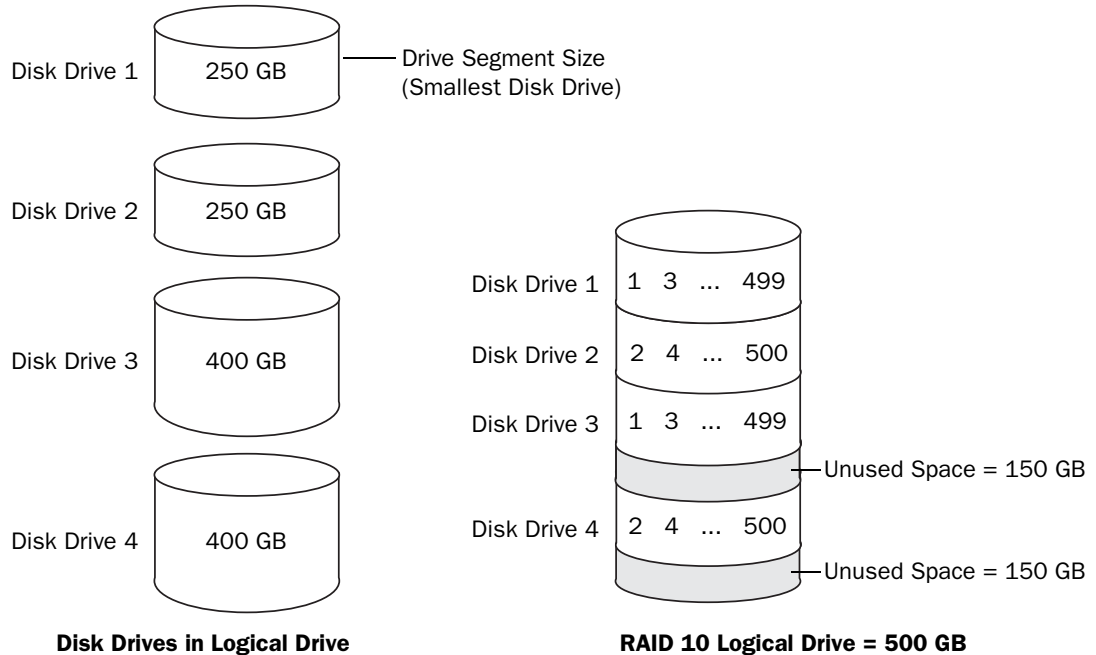 Disk Drive 1
250 GB
Drive Segment Size
(Smallest Disk Drive)
Disk Drive 2
250 GB
Disk Drive 3
400 GB
Disk Drive 4
400 GB
Disk Drives in Logical Drive
Disk Drive 1
1 3 ... 499
Disk Drive 2
2 4 ... 500
Disk Drive 3
1 3 ... 499
Unused Space = 150 GB
Disk Drive 4
2 4 ... 500
Unused Space = 150 GB
RAID 10 Logical Drive = 500 GB